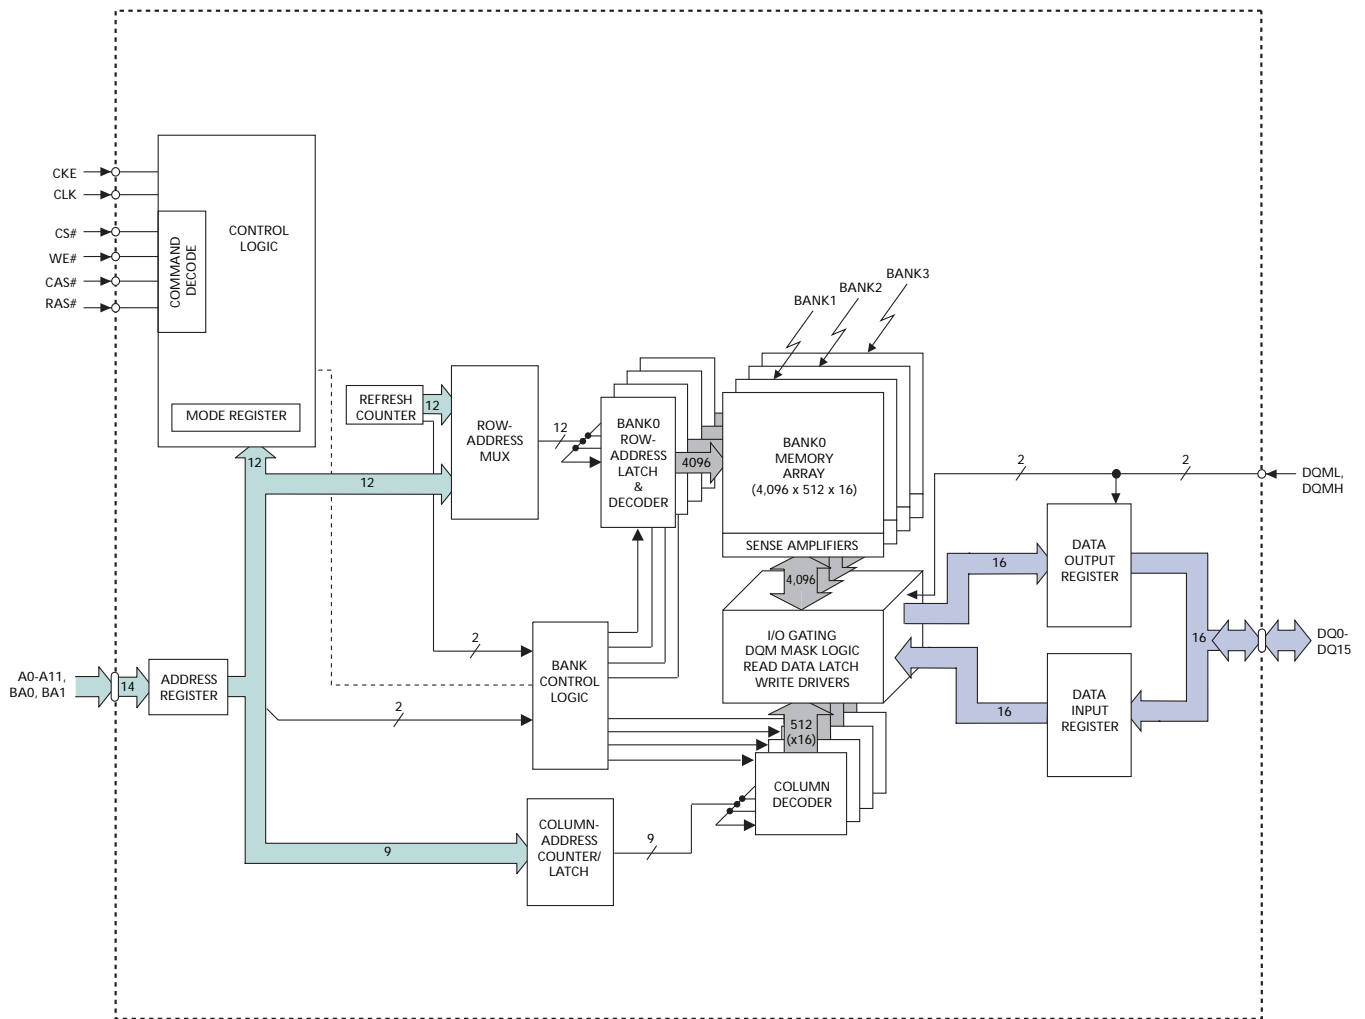 CKE
CLK
CS#
WE#
CAS#
RAS#
COMMAND
DECODE
CONTROL
LOGIC
MODE REGISTER
12
12
REFRESH
COUNTER
12
ROW-
ADDRESS
MUX
12
BANK0
ROW-
ADDRESS
LATCH
&
DECODER
4096
BANK1
BANK2
BANK3
BANK0
MEMORY
ARRAY
(4,096 x 512 x 16)
SENSE AMPLIFIERS
4,096
I/O GATING
DQM MASK LOGIC
READ DATA LATCH
WRITE DRIVERS
2
2
DQML,
DQMH
DATA
OUTPUT
REGISTER
16
16
DQ0-
DQ15
DATA
INPUT
REGISTER
16
A0-A11,
BA0, BA1
14
ADDRESS
REGISTER
2
2
BANK
CONTROL
LOGIC
512
(x16)
COLUMN
DECODER
9
COLUMN-
ADDRESS
COUNTER/
LATCH
9